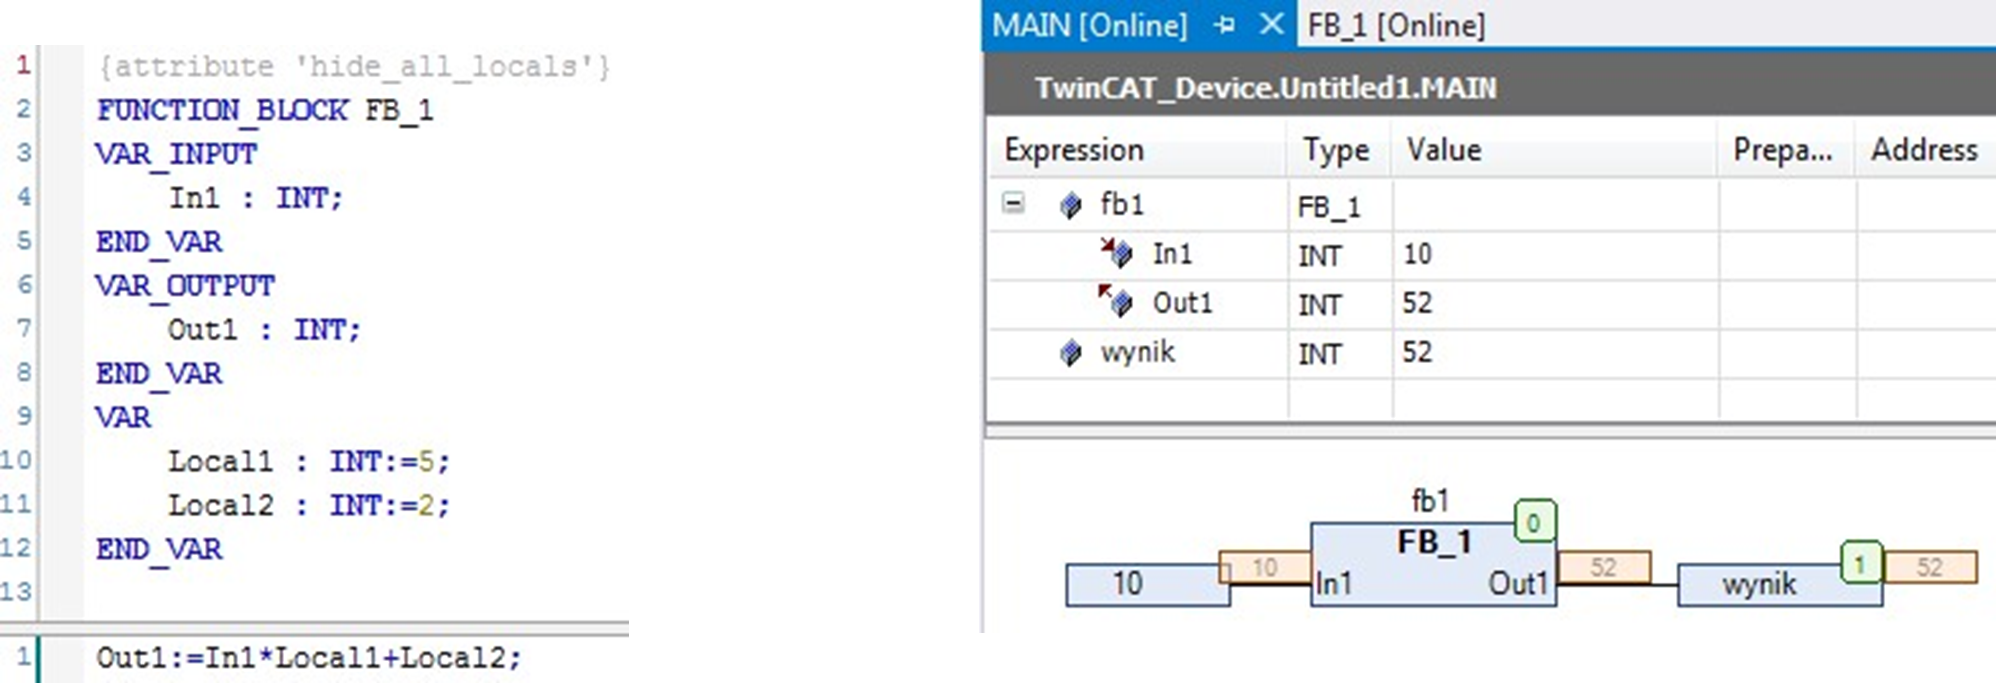 1 {attribute 'hide_all_locals'}
2 FUNCTION_BLOCK FB_1
3 VAR_INPUT
4 In1 : INT;
5 END_VAR
6 VAR_OUTPUT
7 Out1 : INT;
8 END_VAR
9 VAR
10 Local1 : INT:=5;
11 Local2 : INT:=2;
12 END_VAR
13
1 Out1:=In1*Local1+Local2;
MAIN [Online] FB_1 [Online]
TwinCAT_Device.Untitled1.MAIN
Expression Type Value Prepa... Address
fb1 FB_1
In1 INT 10
Out1 INT 52
wynik INT 52
fb1
0
FB_1
1
10 10 In1 Out1 52 wynik 52